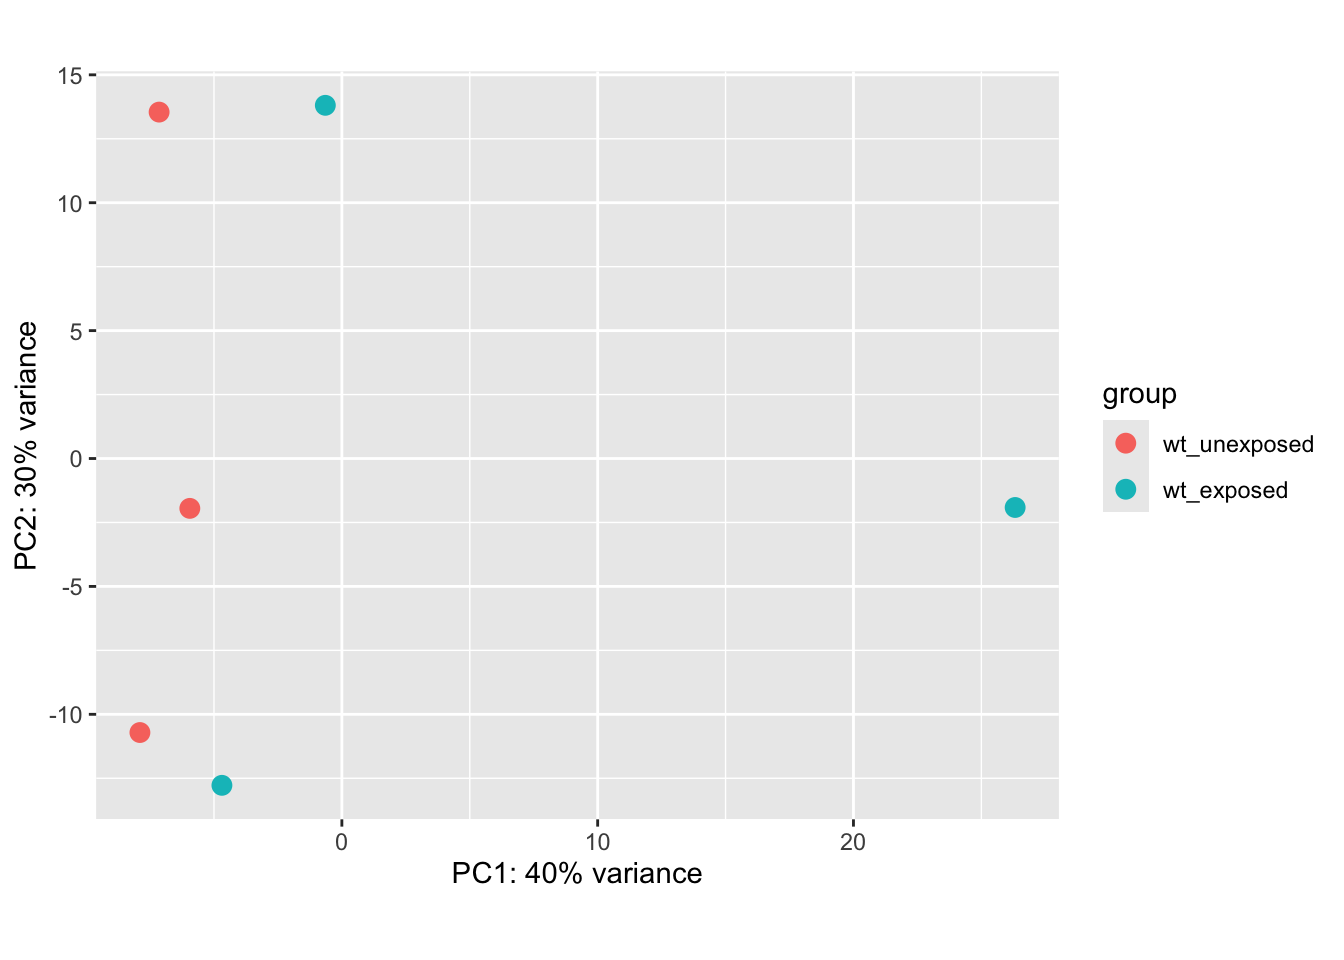 15
10
5
0
-5
-10
PC2: 30% variance
0 10 20
PC1: 40% variance
group
wt_unexposed
wt_exposed